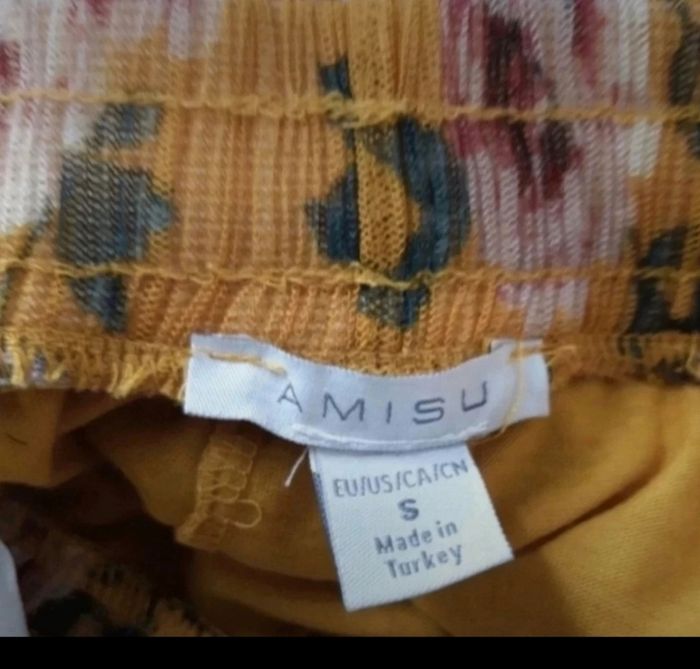 AMISU
EU/US/CA/CN
S
Made in
Turkey